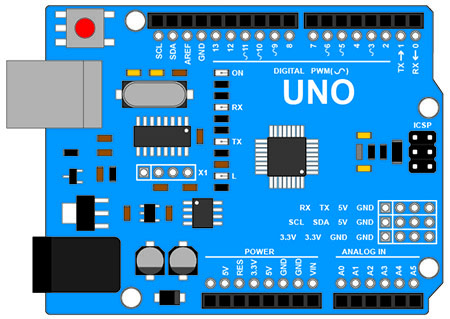 SCL SDA AREF GND 13 12 ~11 ~10 ~9 8 7 ~6 ~5 4 ~3 2 TX→1 RX←0
DIGITAL PWM(~)
ON
UNO
RX
ICSP
TX
X1
L
RX TX 5V GND
SCL SDA 5V GND
3.3V 3.3V GND GND
POWER
ANALOG IN
5V RES 3.3V 5V GND GND VIN
A0 A1 A2 A3 A4 A5